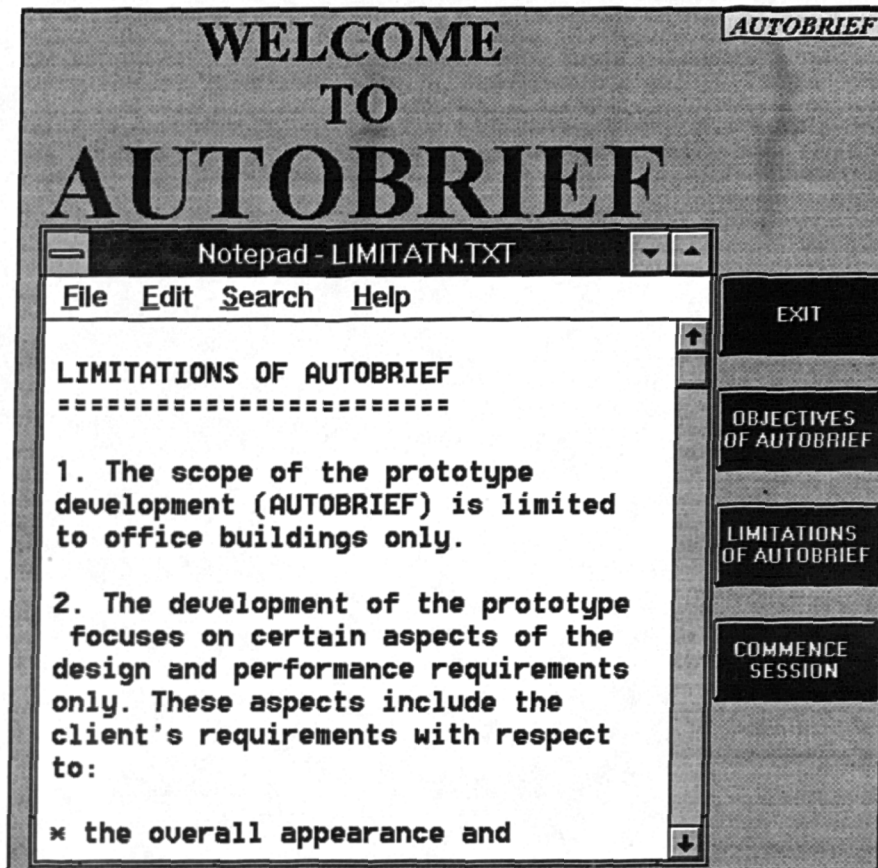 WELCOME
TO
AUTOBRIEF
AUTOBRIEF
Notepad - LIMITATN.TXT
File Edit Search Help
LIMITATIONS OF AUTOBRIEF
========================
1. The scope of the prototype
development (AUTOBRIEF) is limited
to office buildings only.
2. The development of the prototype
focuses on certain aspects of the
design and performance requirements
only. These aspects include the
client's requirements with respect
to:
* the overall appearance and
EXIT
OBJECTIVES
OF AUTOBRIEF
LIMITATIONS
OF AUTOBRIEF
COMMENCE
SESSION